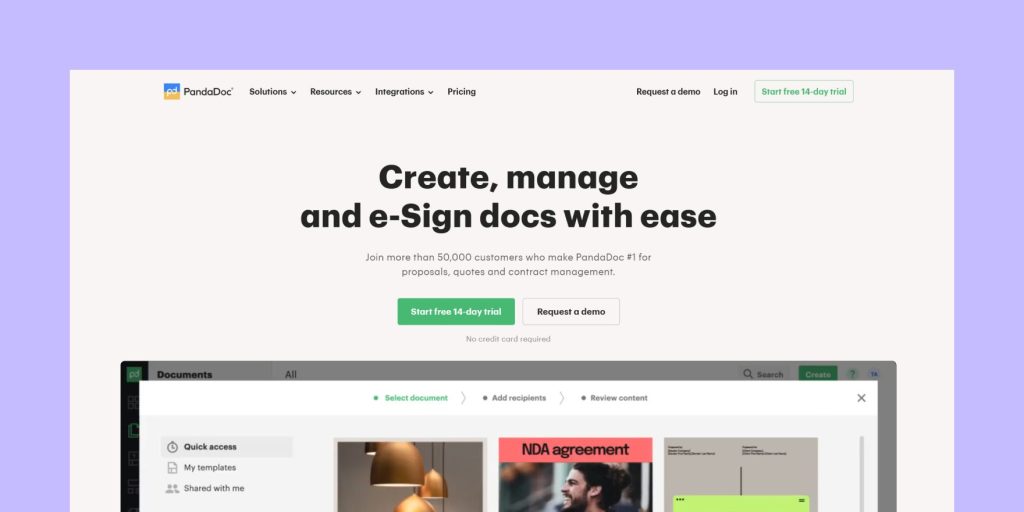 pd PandaDoc
Solutions Resources Integrations Pricing
Request a demo Log in Start free 14-day trial
Create, manage
and e-Sign docs with ease
Join more than 50,000 customers who make PandaDoc #1 for
proposals, quotes and contract management.
Start free 14-day trial Request a demo
No credit card required
pd Documents All Search Create ? TA
Select document Add recipients Review content
Quick access
My templates
Shared with me
NDA agreement